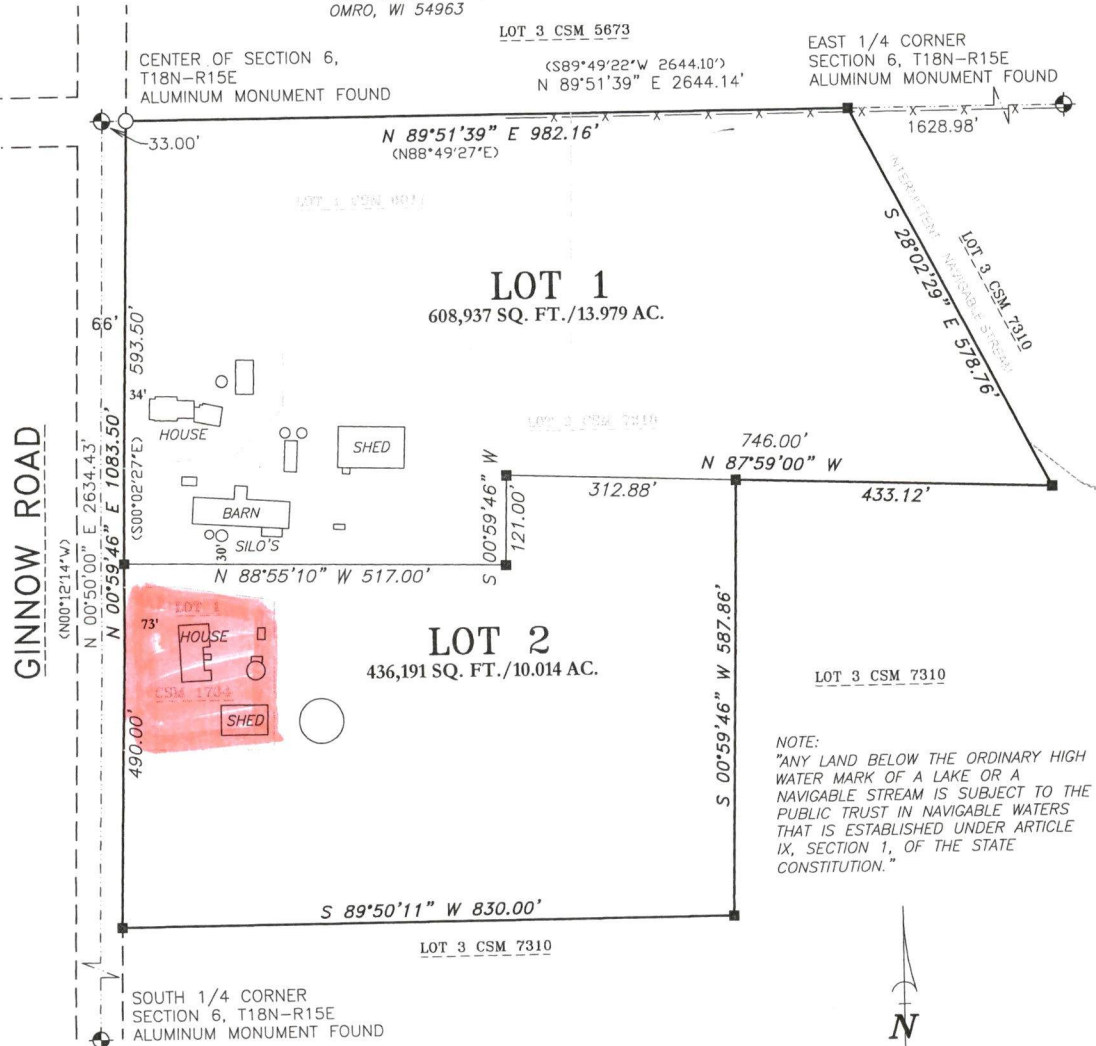 OMRO, WI 54963
LOT 3 CSM 5673
CENTER OF SECTION 6,
T18N-R15E
ALUMINUM MONUMENT FOUND
(S89°49'22"W 2644.10')
N 89°51'39" E 2644.14'
EAST 1/4 CORNER
SECTION 6, T18N-R15E
ALUMINUM MONUMENT FOUND
33.00'
N 89°51'39" E 982.16'
(N88°49'27"E)
1628.98'
INTERMITTENT NAVIGABLE STREAM
S 28°02'29" E 578.76'
LOT 3 CSM 7310
LOT 1
608,937 SQ. FT./13.979 AC.
66'
593.50'
34'
HOUSE
SHED
LOT 2 CSM 7310
746.00'
N 87°59'00" W
312.88'
433.12'
S 00°59'46" W
121.00'
BARN
SILO'S
30'
N 88°55'10" W 517.00'
GINNOW ROAD
(N00°12'14"W)
N 00°50'00" E 2634.43'
N 00°59'46" E 1083.50'
(S00°02'27"E)
LOT 1
73'
HOUSE
CSM 1734
SHED
490.00'
LOT 2
436,191 SQ. FT./10.014 AC.
S 00°59'46" W 587.86'
LOT 3 CSM 7310
NOTE:
"ANY LAND BELOW THE ORDINARY HIGH
WATER MARK OF A LAKE OR A
NAVIGABLE STREAM IS SUBJECT TO THE
PUBLIC TRUST IN NAVIGABLE WATERS
THAT IS ESTABLISHED UNDER ARTICLE
IX, SECTION 1, OF THE STATE
CONSTITUTION."
S 89°50'11" W 830.00'
LOT 3 CSM 7310
SOUTH 1/4 CORNER
SECTION 6, T18N-R15E
ALUMINUM MONUMENT FOUND
N